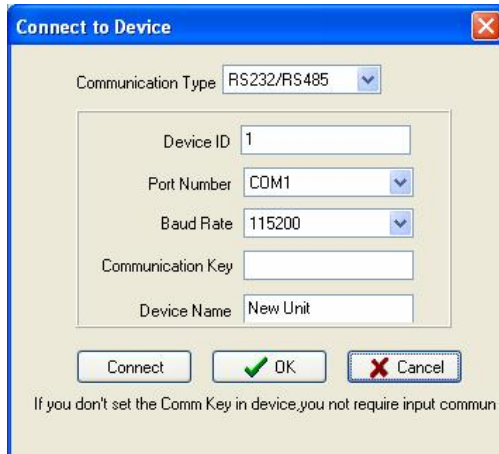 Connect to Device
Communication Type RS232/RS485
Device ID 1
Port Number COM1
Baud Rate 115200
Communication Key
Device Name New Unit
Connect OK Cancel
If you don't set the Comm Key in device,you not require input commun